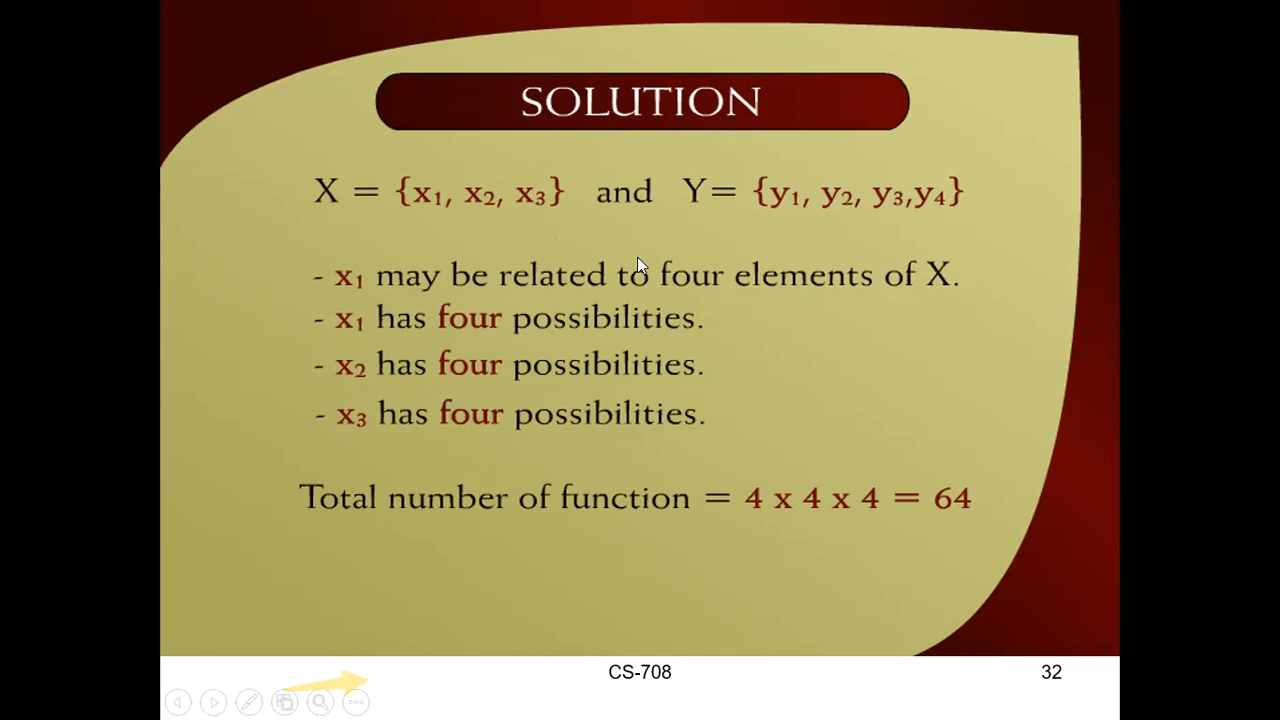 SOLUTION
X = {x₁, x₂, x₃} and Y= {y₁, y₂, y₃,y₄}
- x₁ may be related to four elements of X.
- x₁ has four possibilities.
- x₂ has four possibilities.
- x₃ has four possibilities.
Total number of function = 4 x 4 x 4 = 64
CS-708
32